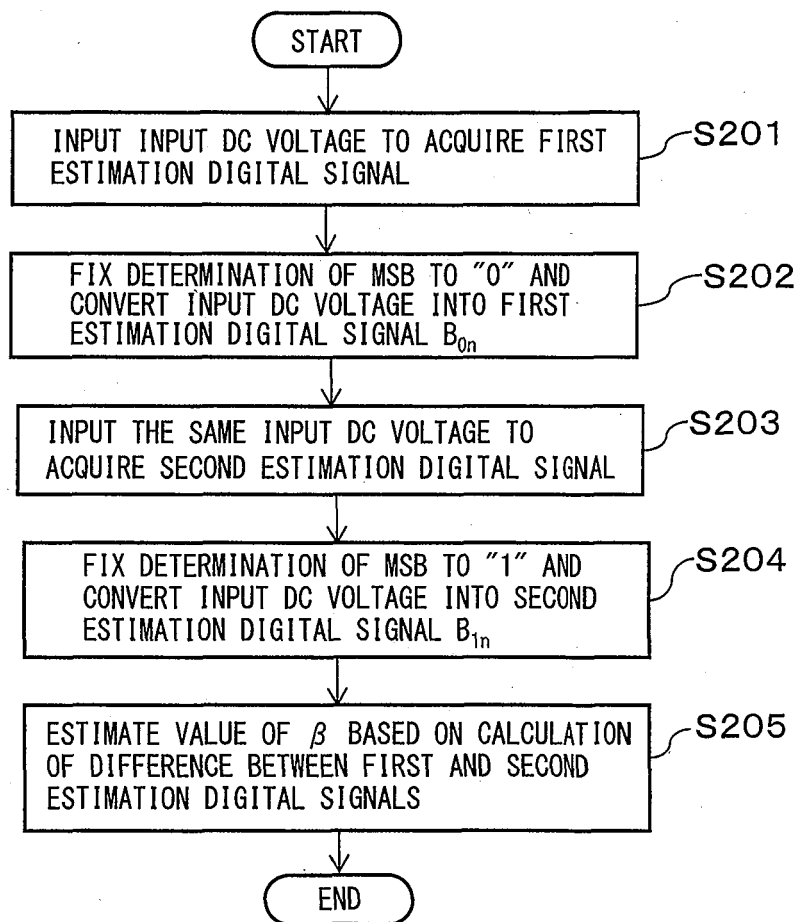 START
INPUT INPUT DC VOLTAGE TO ACQUIRE FIRST
ESTIMATION DIGITAL SIGNAL
S201
FIX DETERMINATION OF MSB TO "0" AND
CONVERT INPUT DC VOLTAGE INTO FIRST
ESTIMATION DIGITAL SIGNAL B0n
S202
INPUT THE SAME INPUT DC VOLTAGE TO
ACQUIRE SECOND ESTIMATION DIGITAL SIGNAL
S203
FIX DETERMINATION OF MSB TO "1" AND
CONVERT INPUT DC VOLTAGE INTO SECOND
ESTIMATION DIGITAL SIGNAL B1n
S204
ESTIMATE VALUE OF β BASED ON CALCULATION
OF DIFFERENCE BETWEEN FIRST AND SECOND
ESTIMATION DIGITAL SIGNALS
S205
END